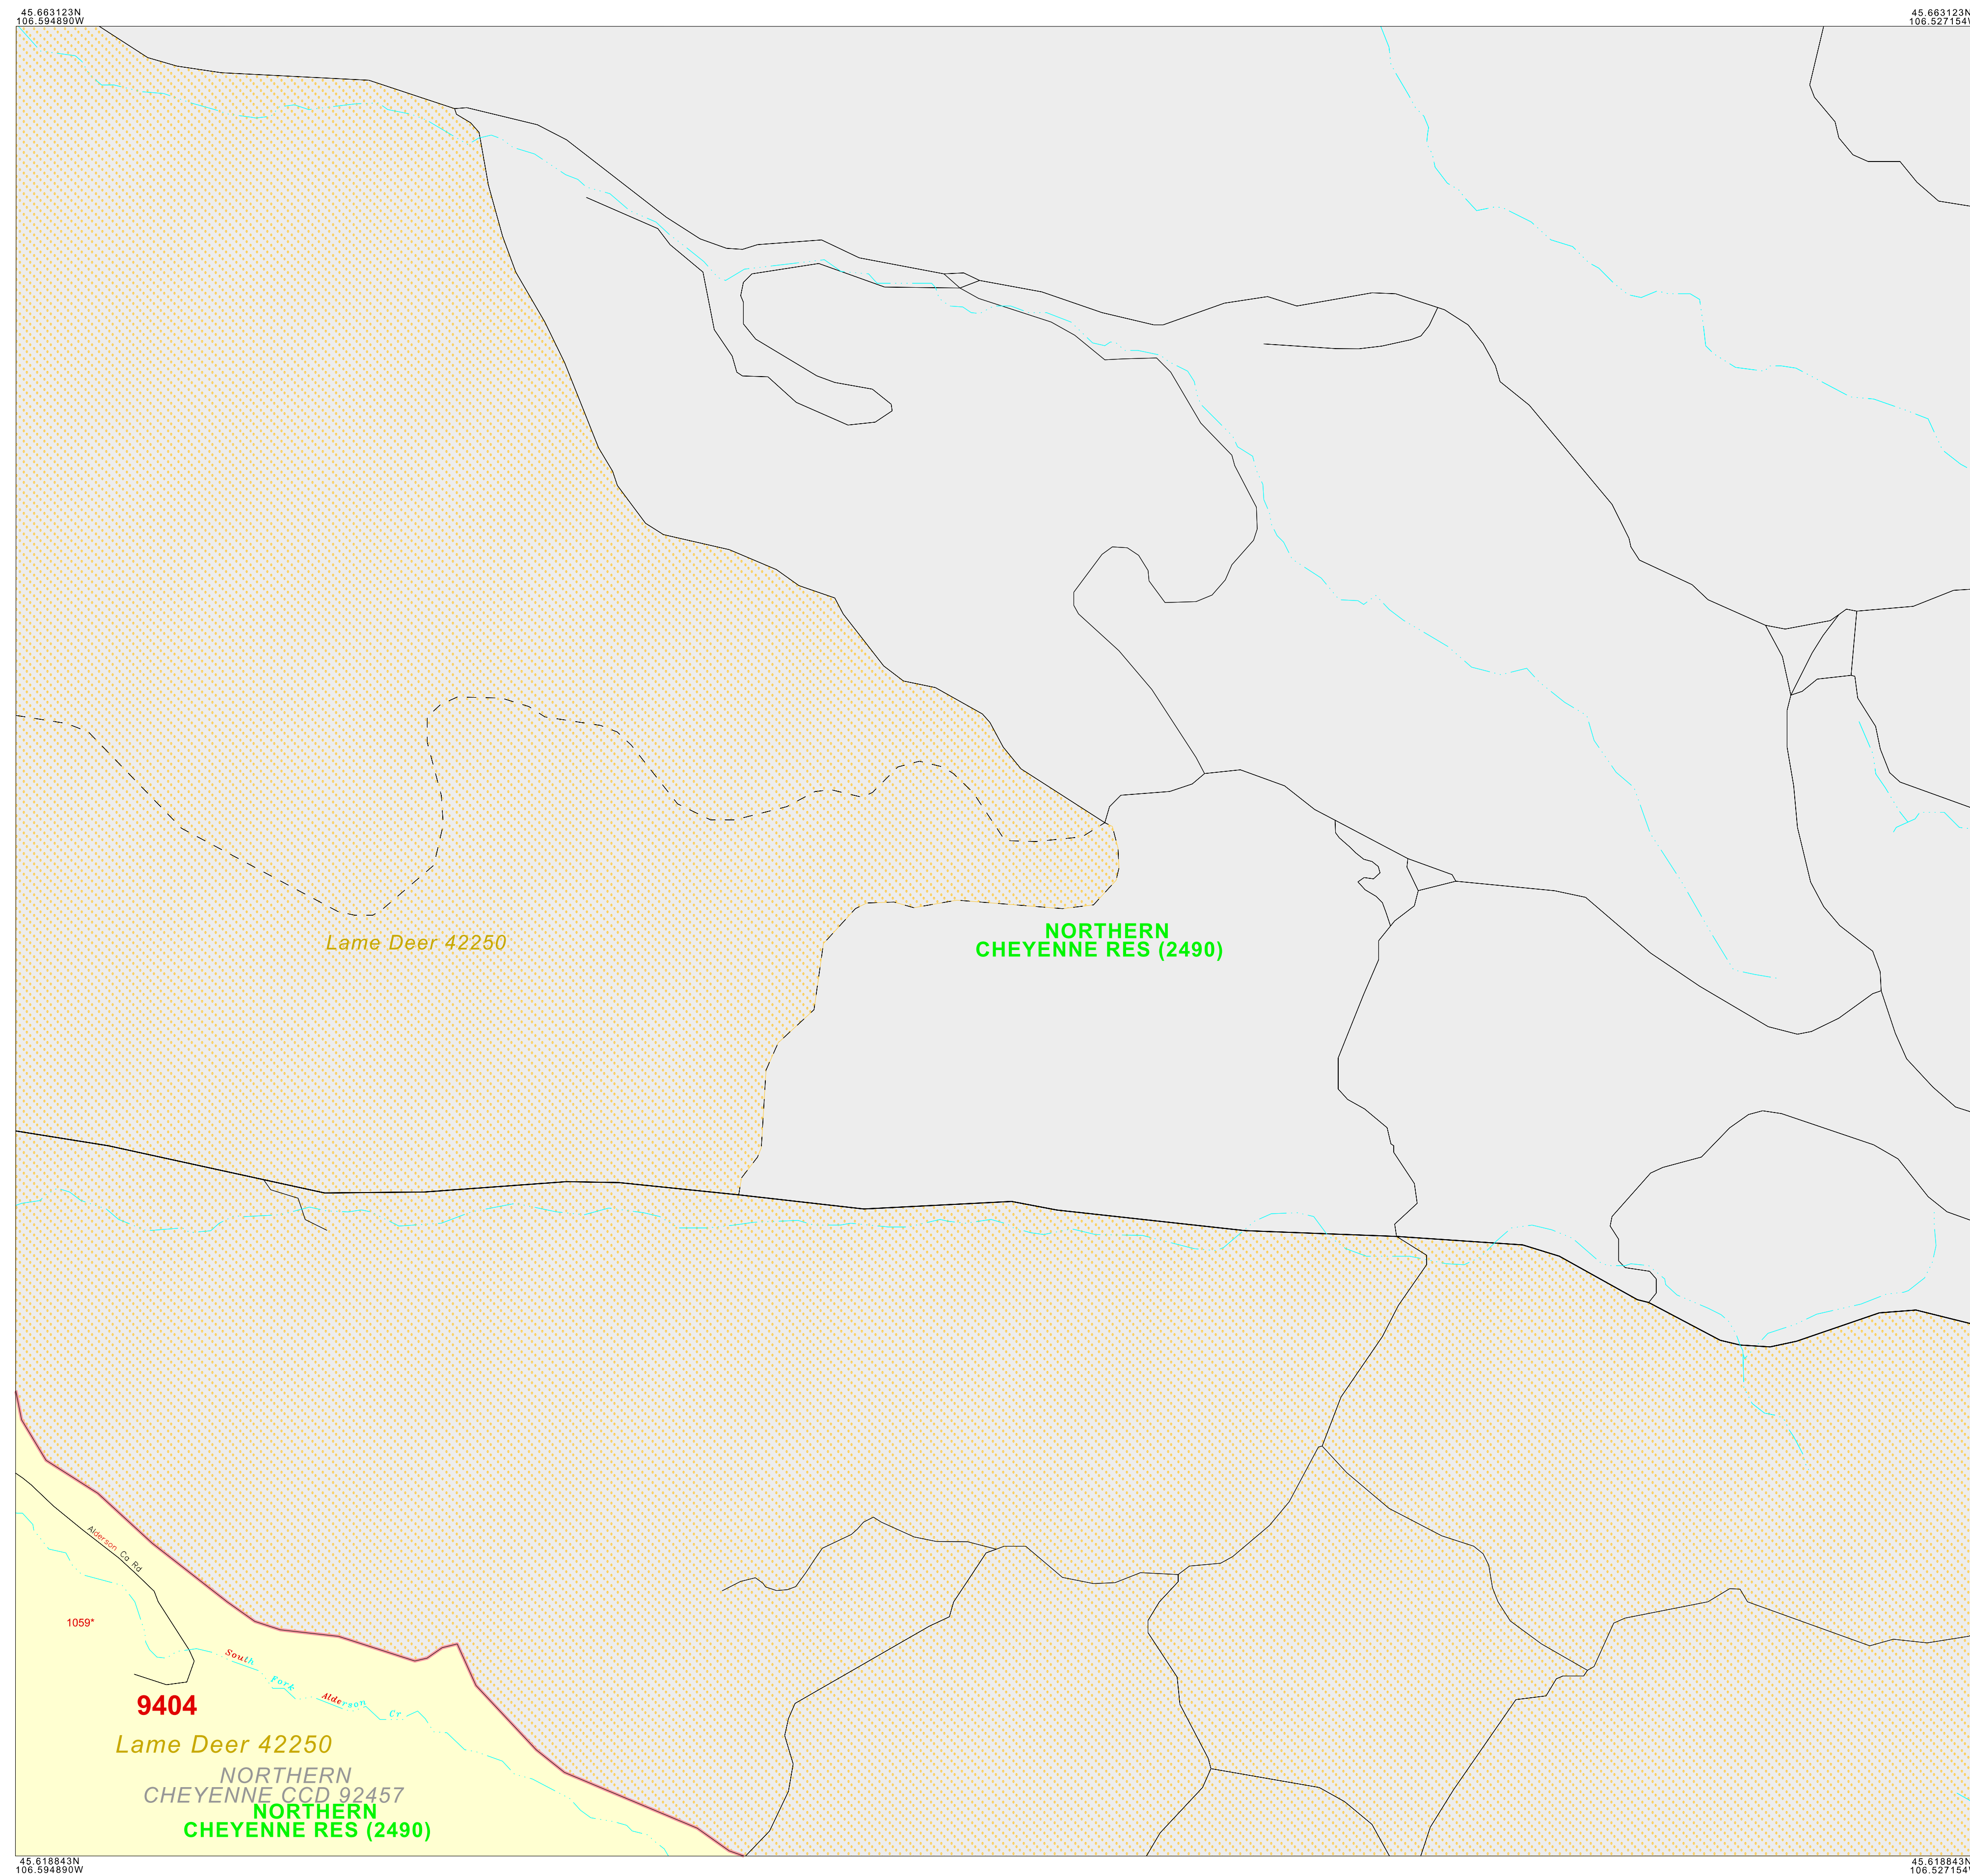 45.663123N
106.594890W
45.663123N
106.527154W
Lame Deer 42250
NORTHERN
CHEYENNE RES (2490)
Alderson Ca Rd
1059*
South Fork Alderson Cr
9404
Lame Deer 42250
NORTHERN
CHEYENNE CCD 92457
NORTHERN
CHEYENNE RES (2490)
45.618843N
106.594890W
45.618843N
106.527154W